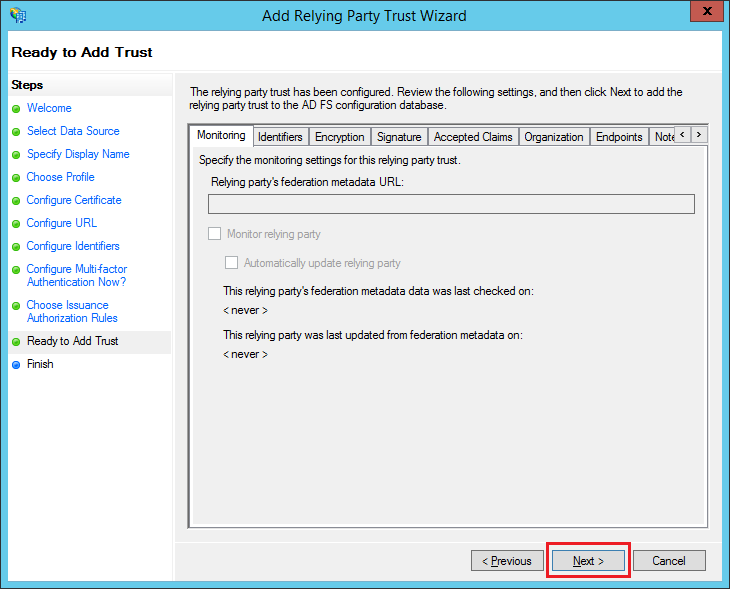 Add Relying Party Trust Wizard
X
Ready to Add Trust
Steps
Welcome
Select Data Source
Specify Display Name
Choose Profile
Configure Certificate
Configure URL
Configure Identifiers
Configure Multi-factor
Authentication Now?
Choose Issuance
Authorization Rules
Ready to Add Trust
Finish
The relying party trust has been configured. Review the following settings, and then click Next to add the
relying party trust to the AD FS configuration database.
Monitoring Identifiers Encryption Signature Accepted Claims Organization Endpoints Note < >
Specify the monitoring settings for this relying party trust.
Relying party's federation metadata URL:
Monitor relying party
Automatically update relying party
This relying party's federation metadata data was last checked on:
< never >
This relying party was last updated from federation metadata on:
< never >
< Previous Next > Cancel